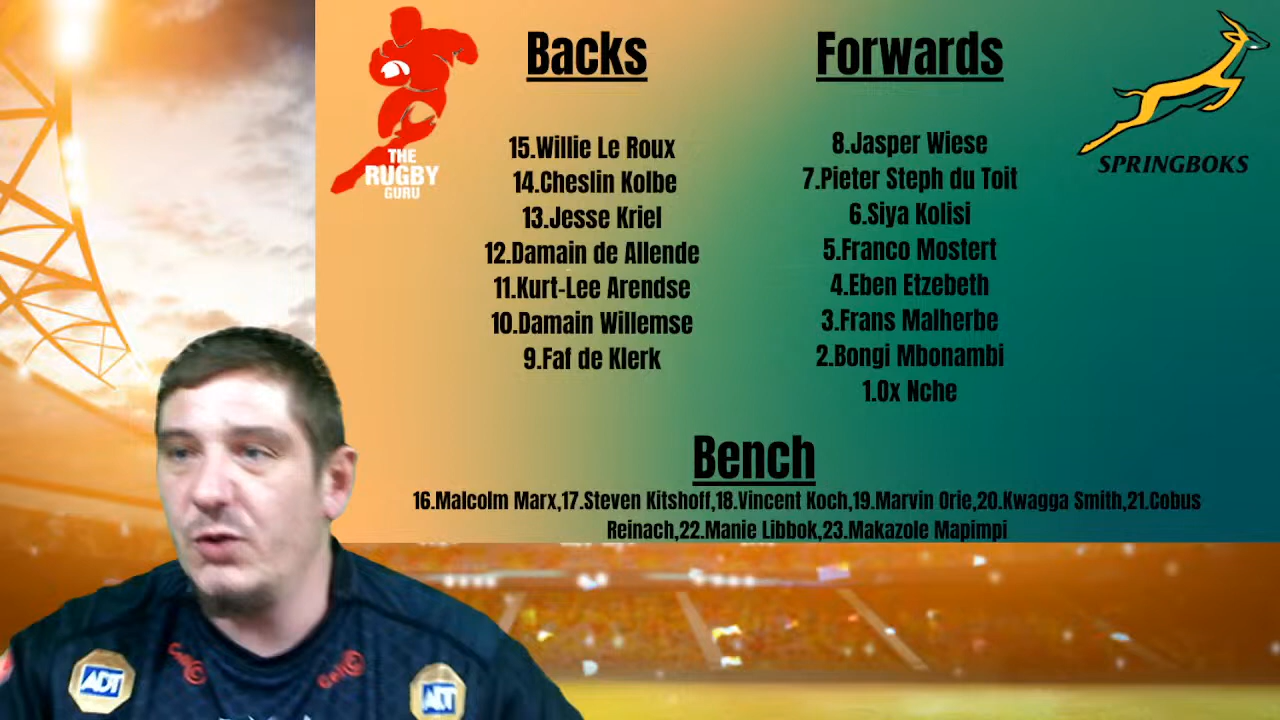 THE
RUGBY
GURU
Backs
15.Willie Le Roux
14.Cheslin Kolbe
13.Jesse Kriel
12.Damain de Allende
11.Kurt-Lee Arendse
10.Damain Willemse
9.Faf de Klerk
Forwards
8.Jasper Wiese
7.Pieter Steph du Toit
6.Siya Kolisi
5.Franco Mostert
4.Eben Etzebeth
3.Frans Malherbe
2.Bongi Mbonambi
1.Ox Nche
SPRINGBOKS
Bench
16.Malcolm Marx,17.Steven Kitshoff,18.Vincent Koch,19.Marvin Orie,20.Kwagga Smith,21.Cobus
Reinach,22.Manie Libbok,23.Makazole Mapimpi
ADT